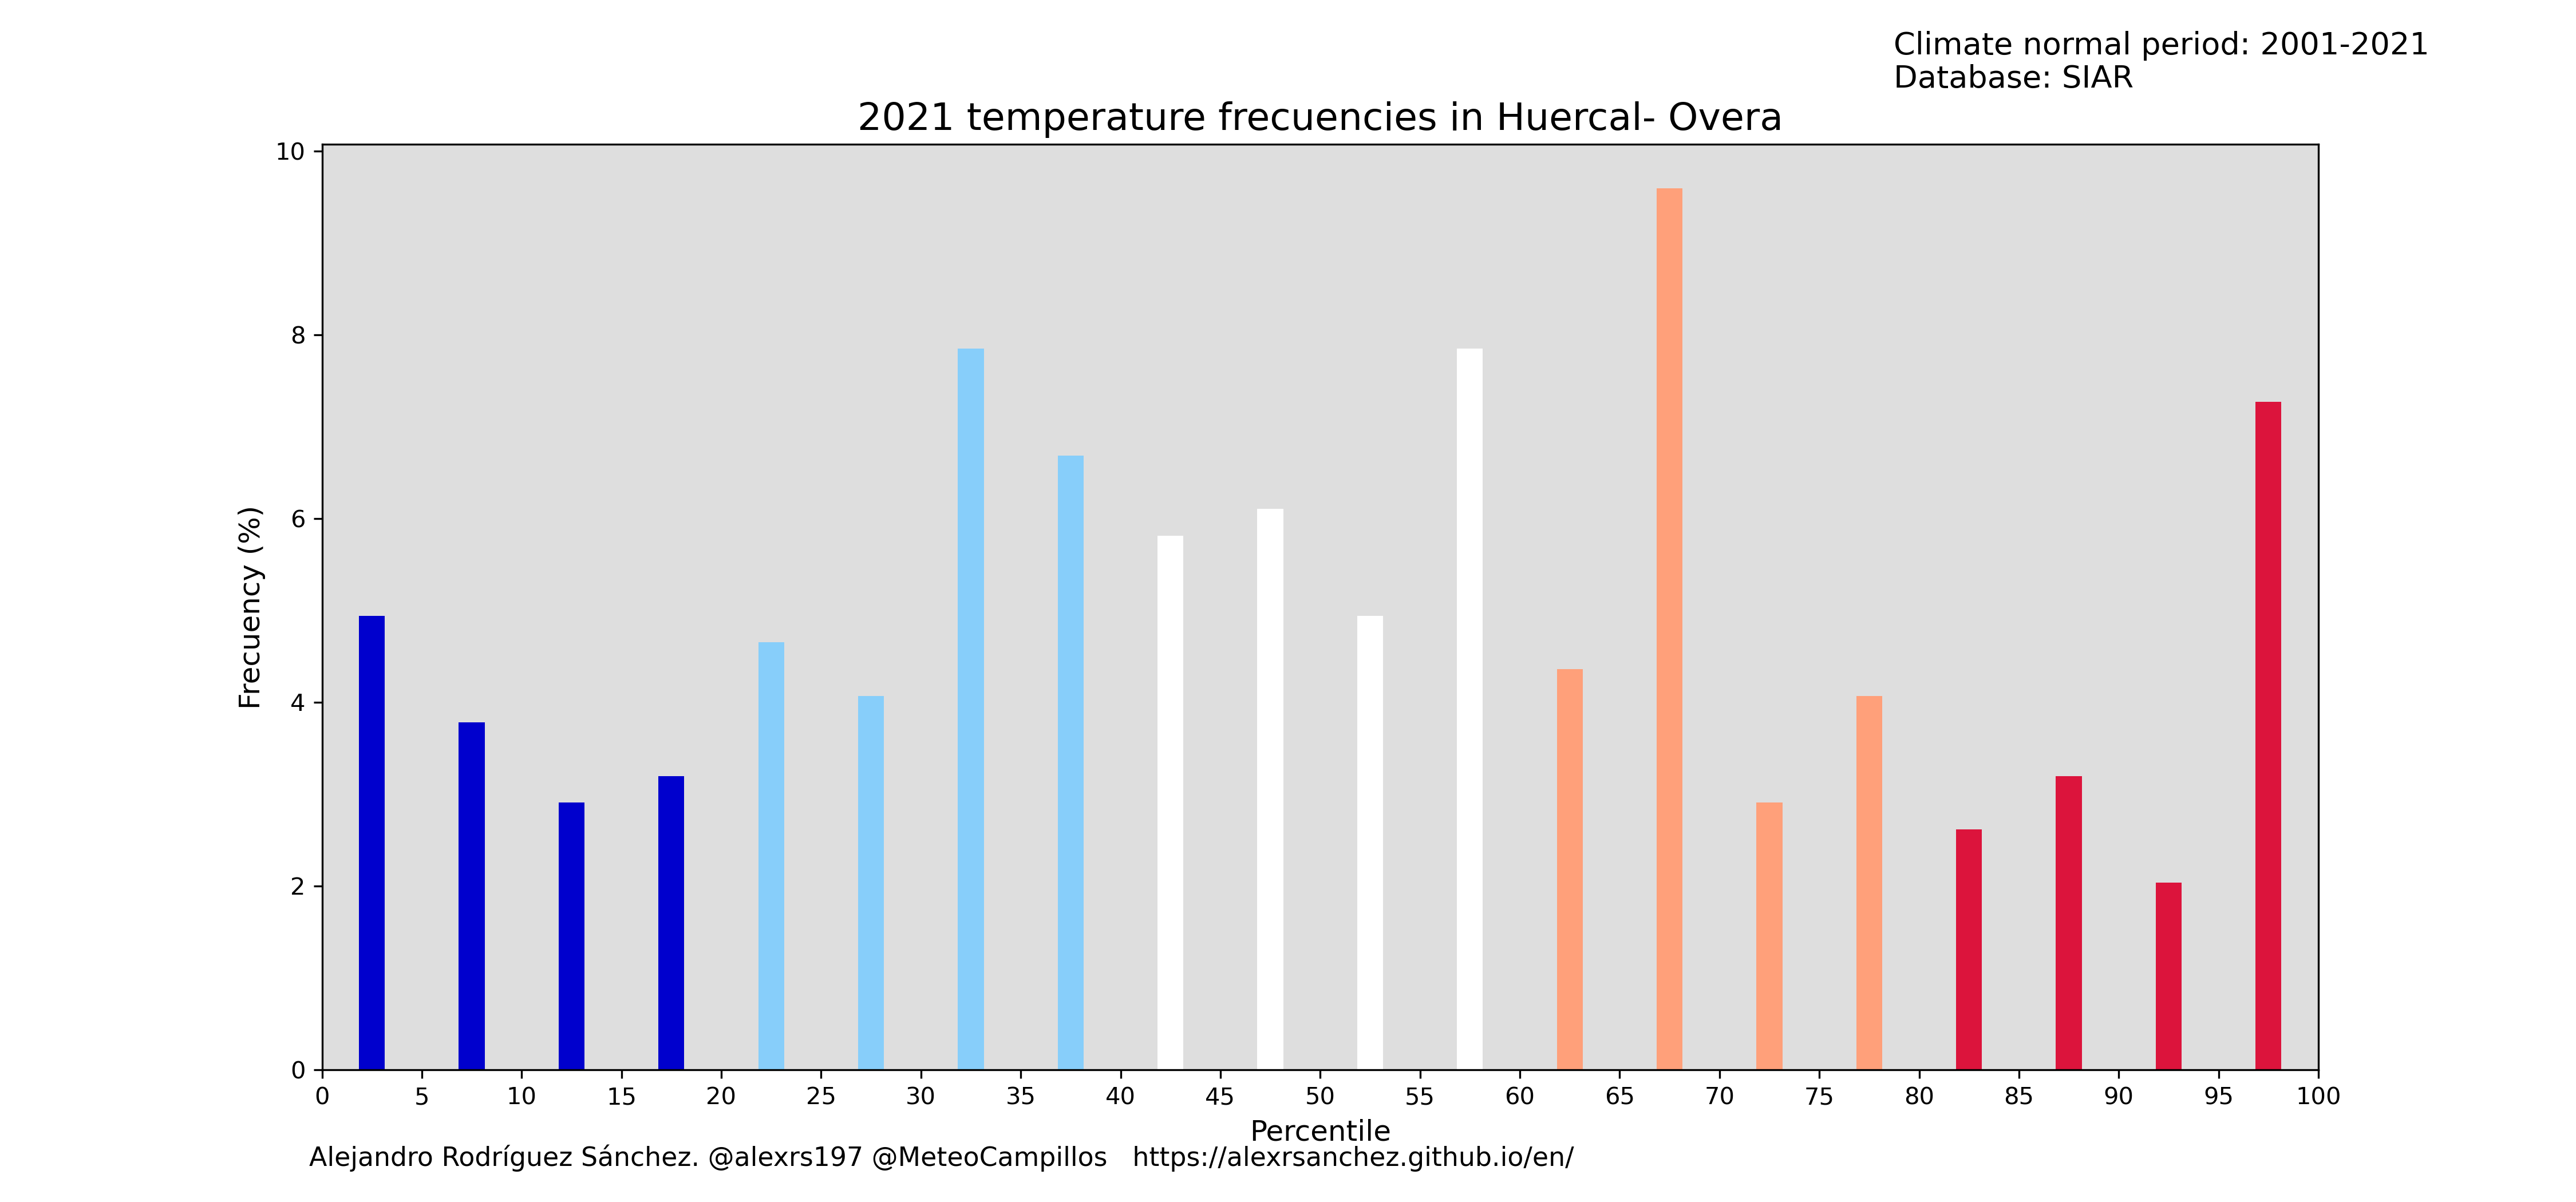 Climate normal period: 2001-2021
Database: SIAR
2021 temperature frecuencies in Huercal- Overa
10
8
6
4
2
0
Frecuency (%)
0 5 10 15 20 25 30 35 40 45 50 55 60 65 70 75 80 85 90 95 100
Percentile
Alejandro Rodríguez Sánchez. @alexrs197 @MeteoCampillos https://alexrsanchez.github.io/en/